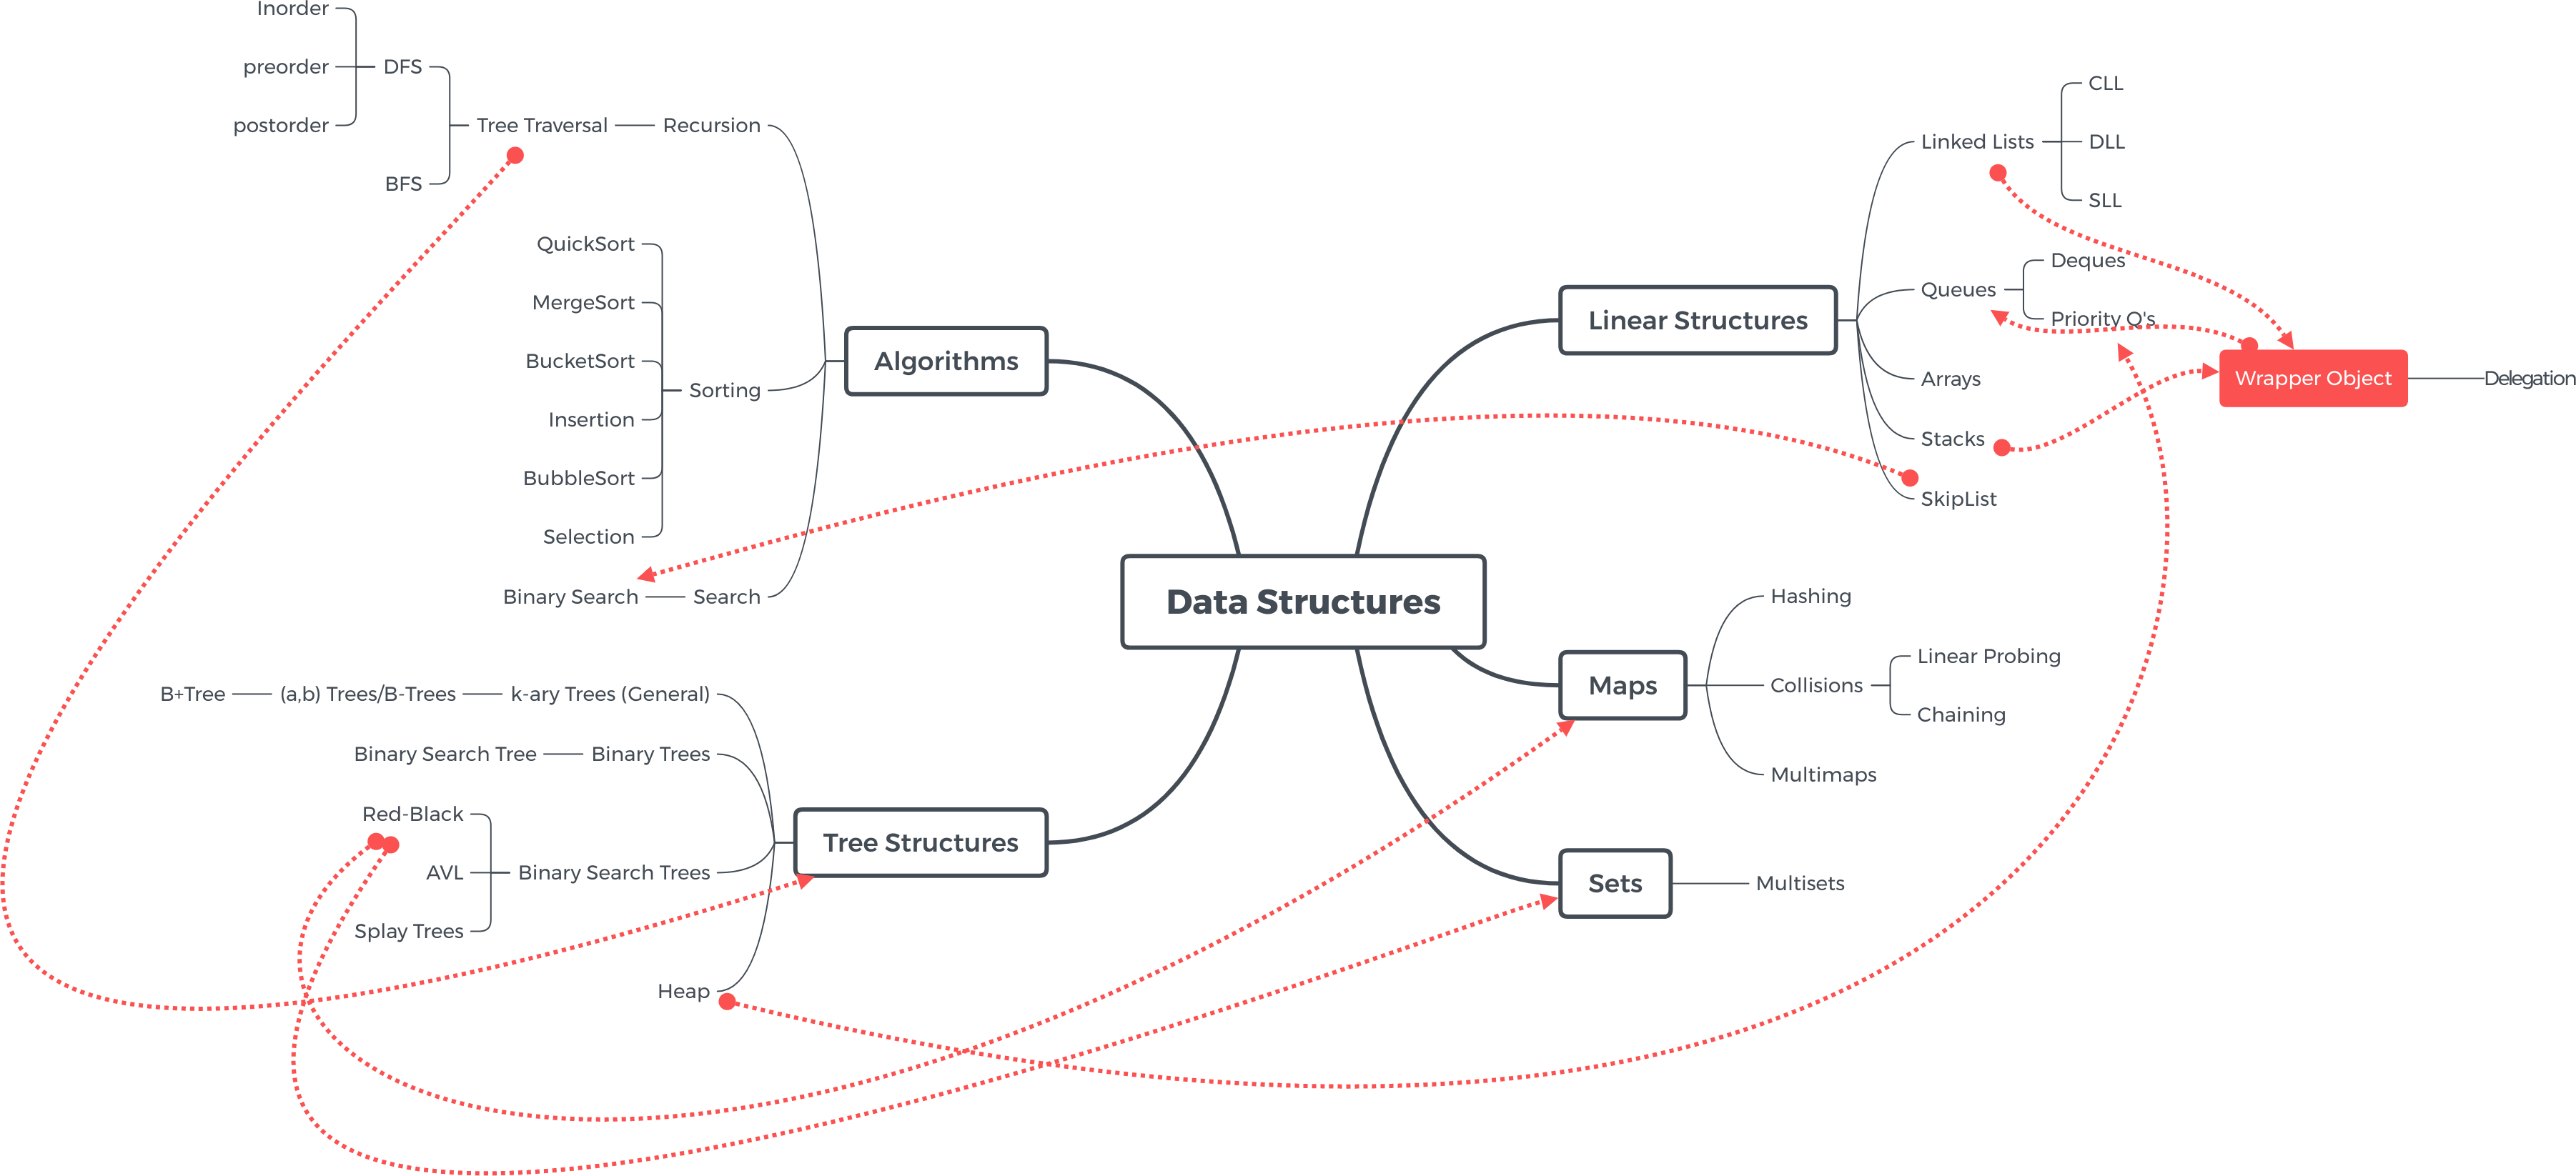 Inorder
preorder
postorder
DFS
BFS
Tree Traversal
Recursion
QuickSort
MergeSort
BucketSort
Insertion
BubbleSort
Selection
Sorting
Binary Search
Search
Algorithms
B+Tree
(a,b) Trees/B-Trees
k-ary Trees (General)
Binary Search Tree
Binary Trees
Red-Black
AVL
Splay Trees
Binary Search Trees
Heap
Tree Structures
Data Structures
Linear Structures
Linked Lists
CLL
DLL
SLL
Queues
Deques
Priority Q's
Arrays
Stacks
SkipList
Wrapper Object
Delegation
Maps
Hashing
Collisions
Linear Probing
Chaining
Multimaps
Sets
Multisets